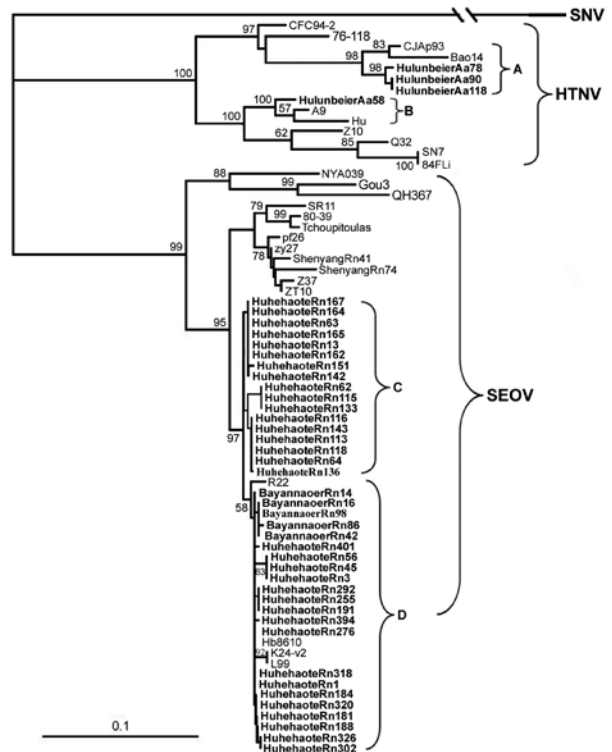 SNV
CFC94-2
97
76-118
83
CJAp93
98
Bao14
A
98
HulunbeierAa78
HulunbeierAa90
HulunbeierAa118
HTNV
100
100
HulunbeierAa58
57
A9
B
100
Hu
Z10
62
85
Q32
SN7
100
84FLi
88
NYA039
99
Gou3
QH367
99
79
SR11
99
80-39
Tchoupitoulas
pf26
78
zy27
ShenyangRn41
ShenyangRn74
Z37
ZT10
95
HuhehaoteRn167
HuhehaoteRn164
HuhehaoteRn63
HuhehaoteRn165
HuhehaoteRn13
HuhehaoteRn162
HuhehaoteRn151
HuhehaoteRn142
C
HuhehaoteRn62
HuhehaoteRn115
HuhehaoteRn133
SEOV
HuhehaoteRn116
HuhehaoteRn143
97
HuhehaoteRn113
HuhehaoteRn118
HuhehaoteRn64
HuhehaoteRn136
R22
58
BayannaoerRn14
BayannaoerRn16
BayannaoerRn98
BayannaoerRn86
BayannaoerRn42
HuhehaoteRn401
HuhehaoteRn56
63
HuhehaoteRn45
HuhehaoteRn3
HuhehaoteRn292
HuhehaoteRn255
HuhehaoteRn191
D
HuhehaoteRn394
HuhehaoteRn276
Hb8610
92
K24-v2
L99
HuhehaoteRn318
HuhehaoteRn1
HuhehaoteRn184
HuhehaoteRn320
HuhehaoteRn181
HuhehaoteRn188
HuhehaoteRn326
HuhehaoteRn302
0.1